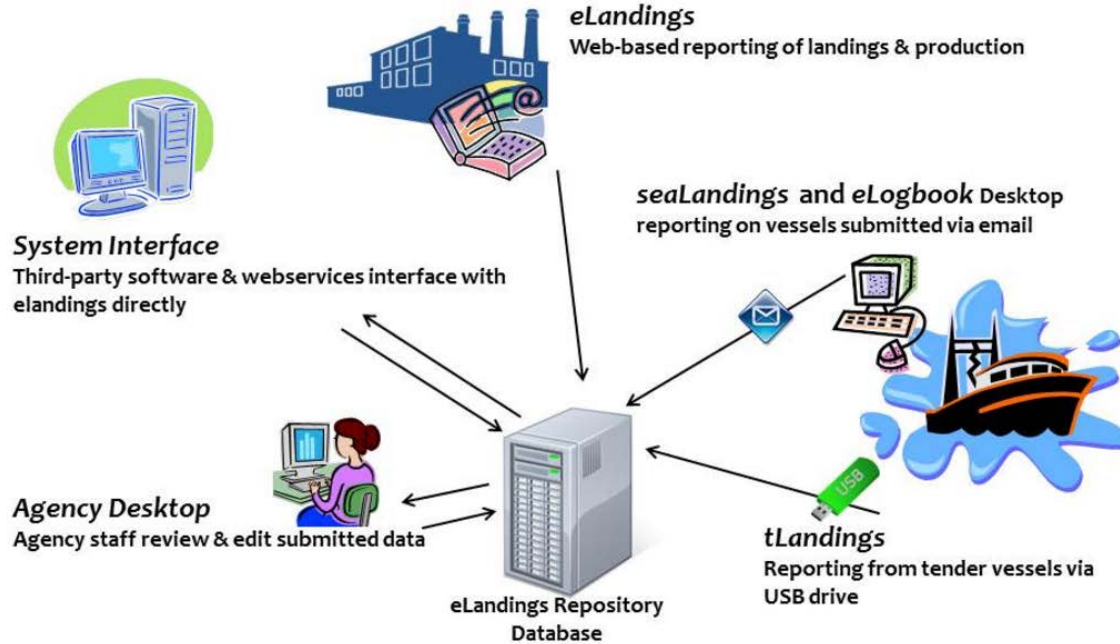 eLandings
Web-based reporting of landings & production
seaLandings and eLogbook Desktop
reporting on vessels submitted via email
System Interface
Third-party software & webservices interface with
elandings directly
@
USB
Agency Desktop
Agency staff review & edit submitted data
tLandings
Reporting from tender vessels via
USB drive
eLandings Repository
Database